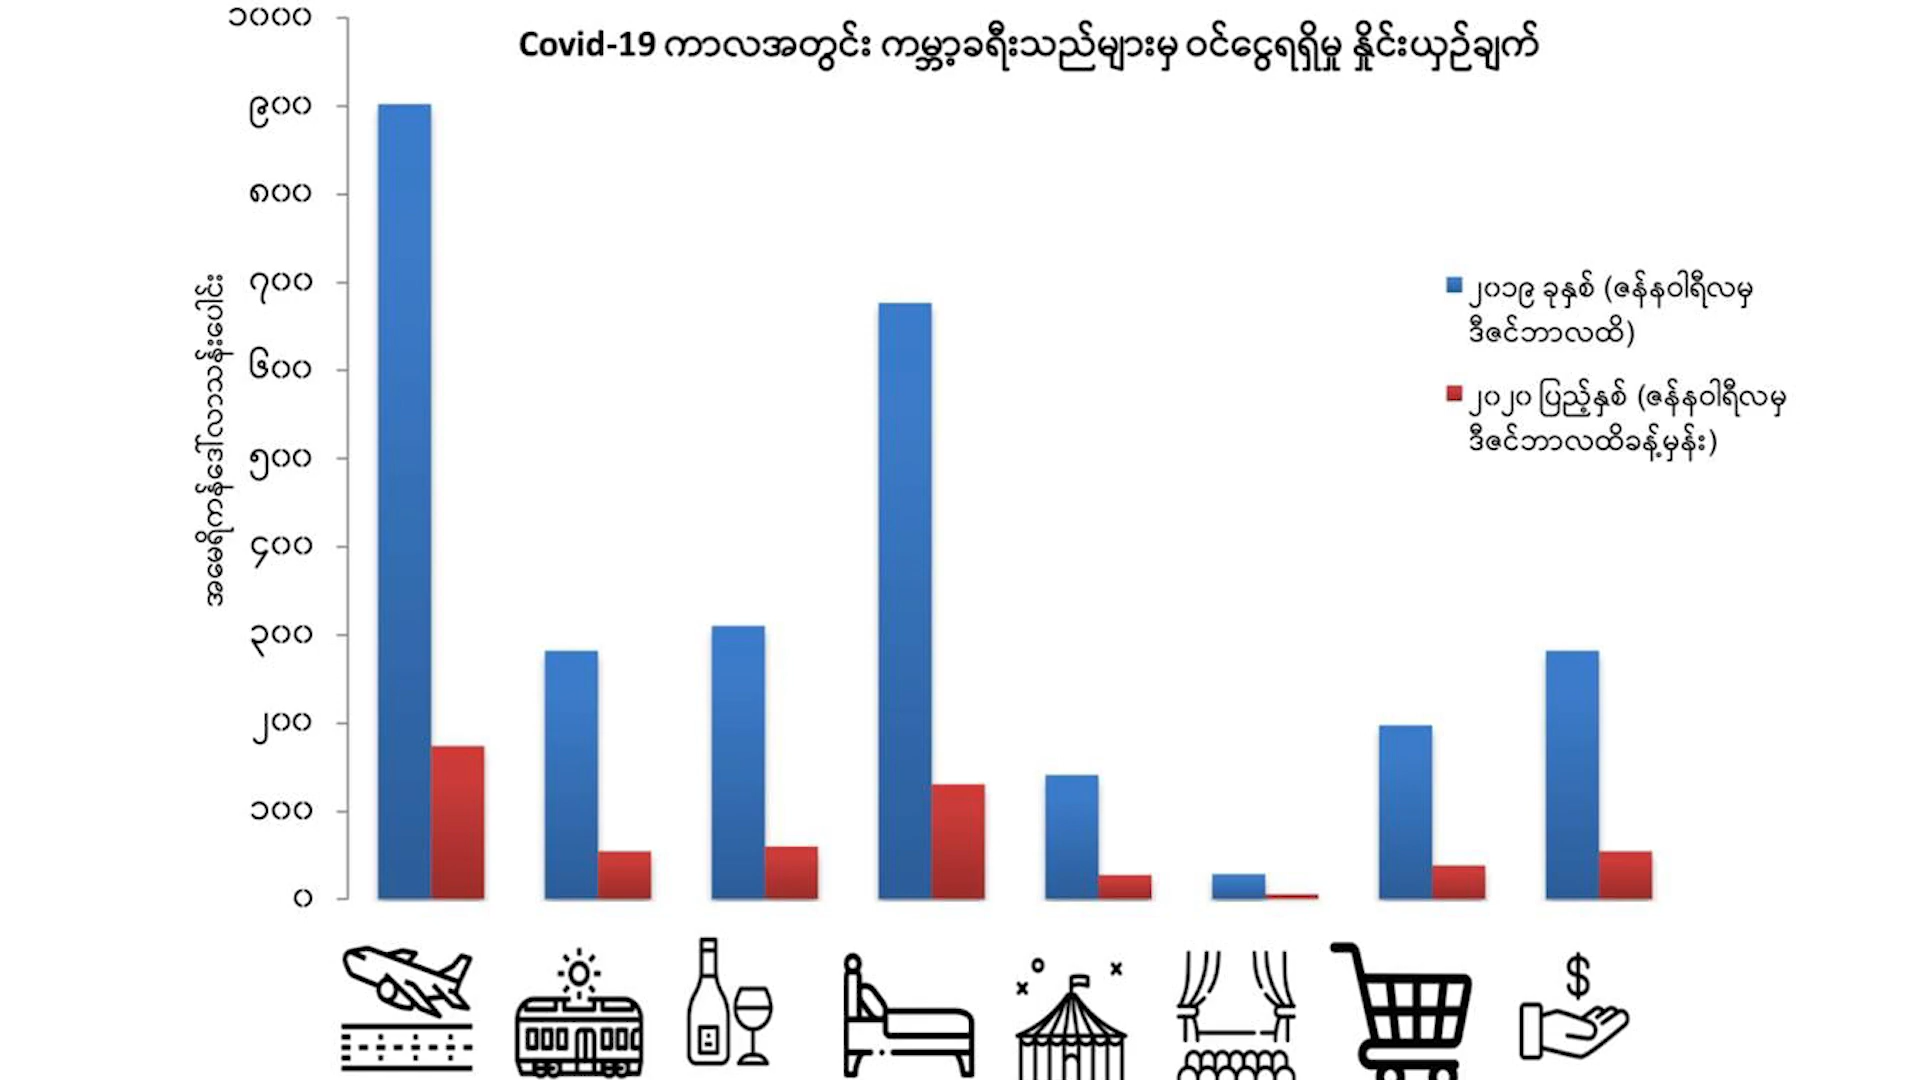 Covid-19 ကာလအတွင်း ကမ္ဘာ့ခရီးသည်များမှ ဝင်ငွေရရှိမှု နှိုင်းယှဉ်ချက်
၁၀၀၀
၉၀၀
၈၀၀
၇၀၀
၆၀၀
၅၀၀
၄၀၀
၃၀၀
၂၀၀
၁၀၀
၀
အမေရိကန်ဒေါ်လာသန်းပေါင်း
၂၀၁၉ ခုနှစ် (ဇန်နဝါရီလမှ
ဒီဇင်ဘာလထိ)
၂၀၂၀ ပြည့်နှစ် (ဇန်နဝါရီလမှ
ဒီဇင်ဘာလထိခန့်မှန်း)
$